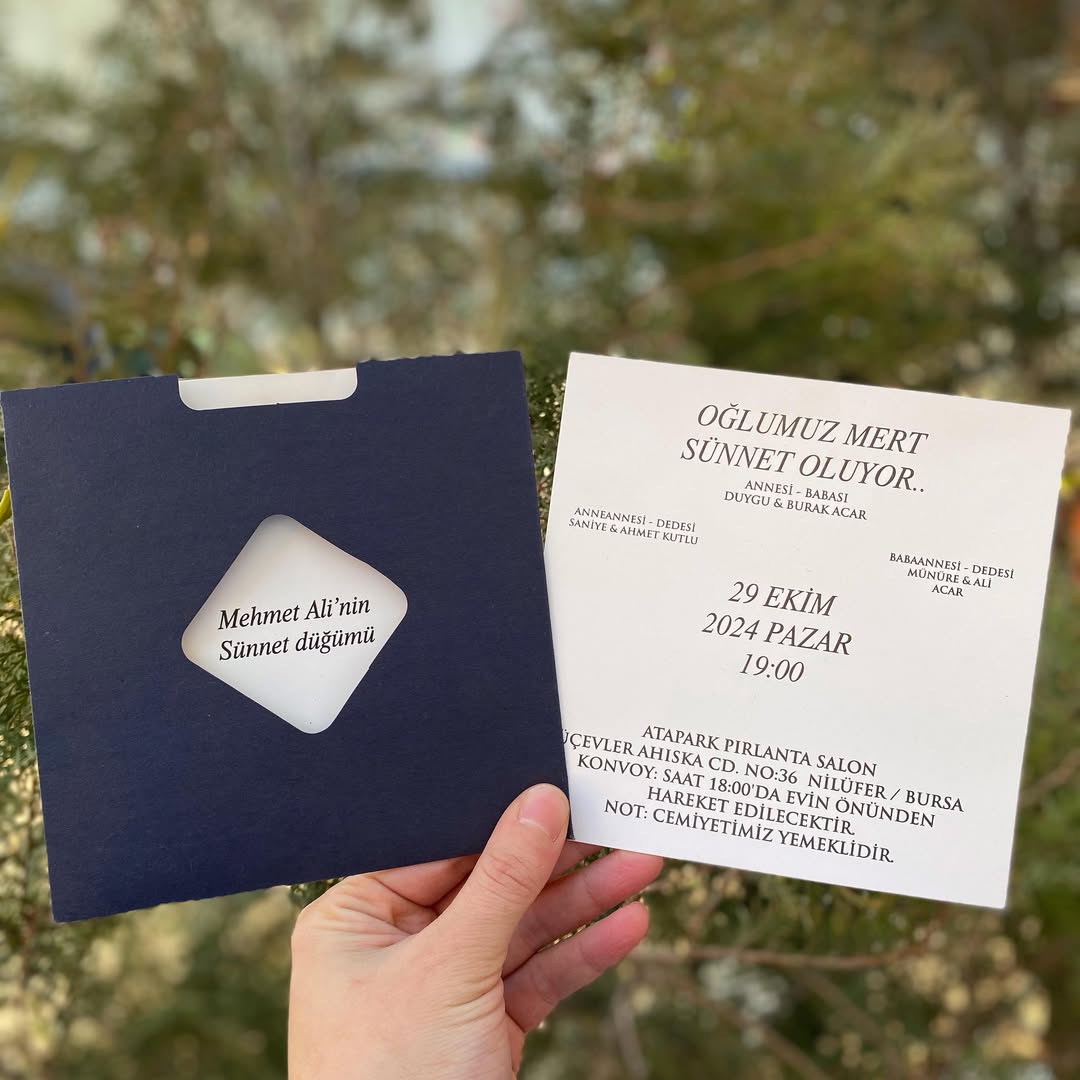 Mehmet Ali’nin
Sünnet düğümü
OĞLUMUZ MERT
SÜNNET OLUYOR..
ANNESİ - BABASI
DUYGU & BURAK ACAR
ANNEANNESİ - DEDESİ
SANİYE & AHMET KUTLU
BABAANNESİ - DEDESİ
MÜNÜRE & ALİ
ACAR
29 EKİM
2024 PAZAR
19:00
ATAPARK PIRLANTA SALON
ÜÇEVLER AHISKA CD. NO:36 NİLÜFER / BURSA
KONVOY: SAAT 18:00'DA EVİN ÖNÜNDEN
HAREKET EDİLECEKTİR.
NOT: CEMİYETİMİZ YEMEKLİDİR.